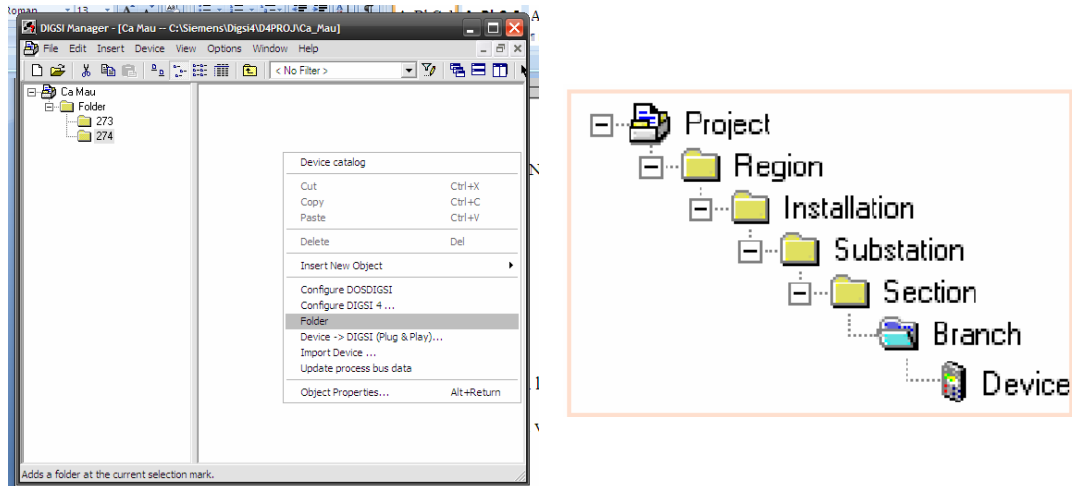 Roman
13
DIGSI Manager - [Ca Mau -- C:\Siemens\Digsi4\D4PROJ\Ca_Mau]
File Edit Insert Device View Options Window Help
< No Filter >
Ca Mau
Folder
273
274
Device catalog
Cut Ctrl+X
Copy Ctrl+C
Paste Ctrl+V
Delete Del
Insert New Object
Configure DOSDIGSI
Configure DIGSI 4 ...
Folder
Device -> DIGSI (Plug & Play)...
Import Device ...
Update process bus data
Object Properties... Alt+Return
Adds a folder at the current selection mark.
Project
Region
Installation
Substation
Section
Branch
Device